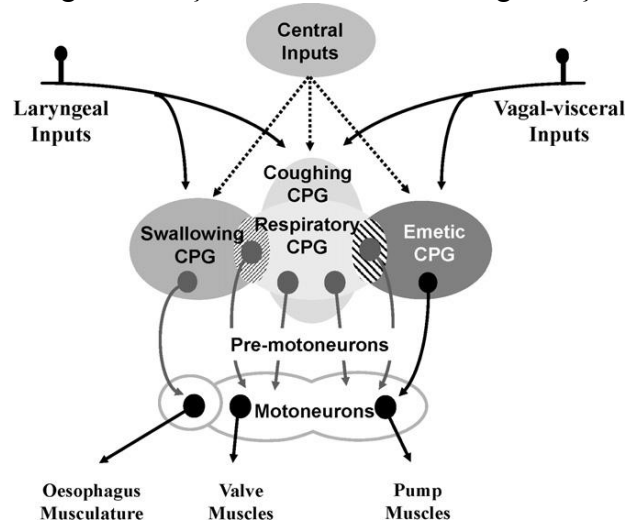 Central
Inputs
Laryngeal
Inputs
Vagal-visceral
Inputs
Coughing
CPG
Swallowing
CPG
Respiratory
CPG
Emetic
CPG
Pre-motoneurons
Motoneurons
Oesophagus
Musculature
Valve
Muscles
Pump
Muscles